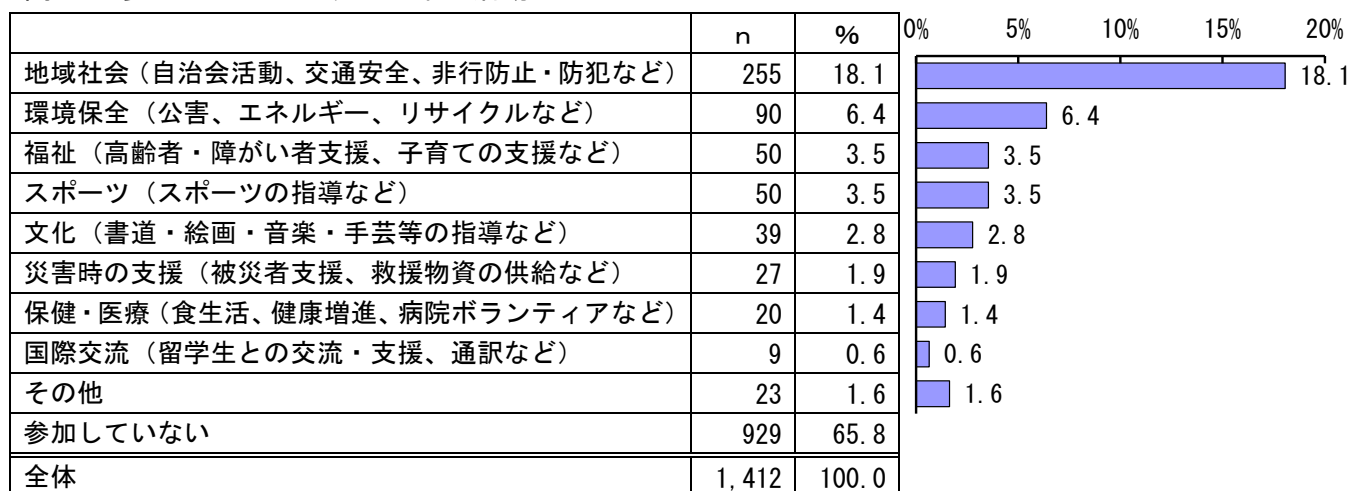 n % 0% 5% 10% 15% 20%
地域社会（自治会活動、交通安全、非行防止・防犯など） 255 18.1 18.1
環境保全（公害、エネルギー、リサイクルなど） 90 6.4 6.4
福祉（高齢者・障がい者支援、子育ての支援など） 50 3.5 3.5
スポーツ（スポーツの指導など） 50 3.5 3.5
文化（書道・絵画・音楽・手芸等の指導など） 39 2.8 2.8
災害時の支援（被災者支援、救援物資の供給など） 27 1.9 1.9
保健・医療（食生活、健康増進、病院ボランティアなど） 20 1.4 1.4
国際交流（留学生との交流・支援、通訳など） 9 0.6 0.6
その他 23 1.6 1.6
参加していない 929 65.8
全体 1,412 100.0